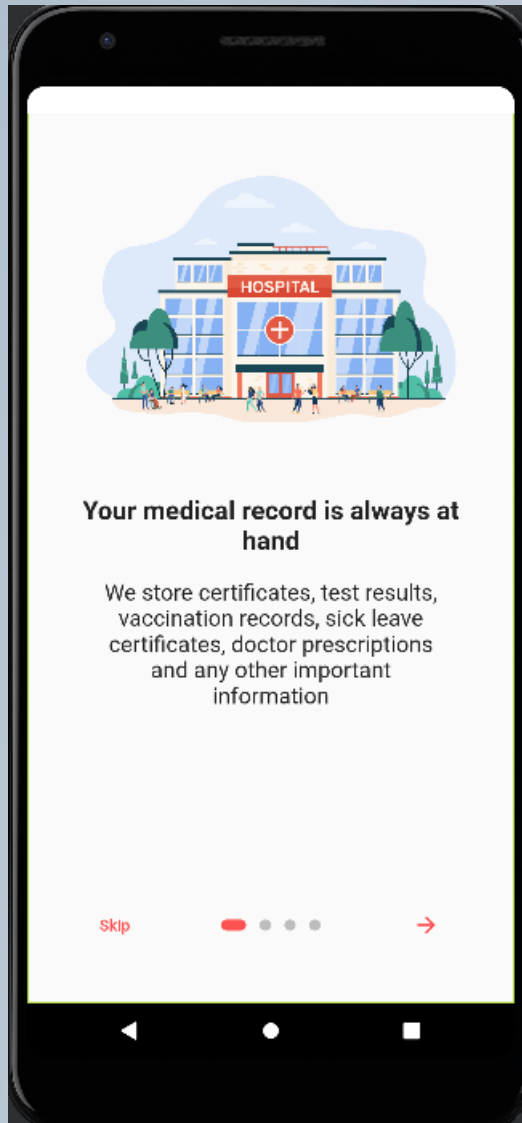 HOSPITAL
Your medical record is always at
hand
We store certificates, test results,
vaccination records, sick leave
certificates, doctor prescriptions
and any other important
information
Skip